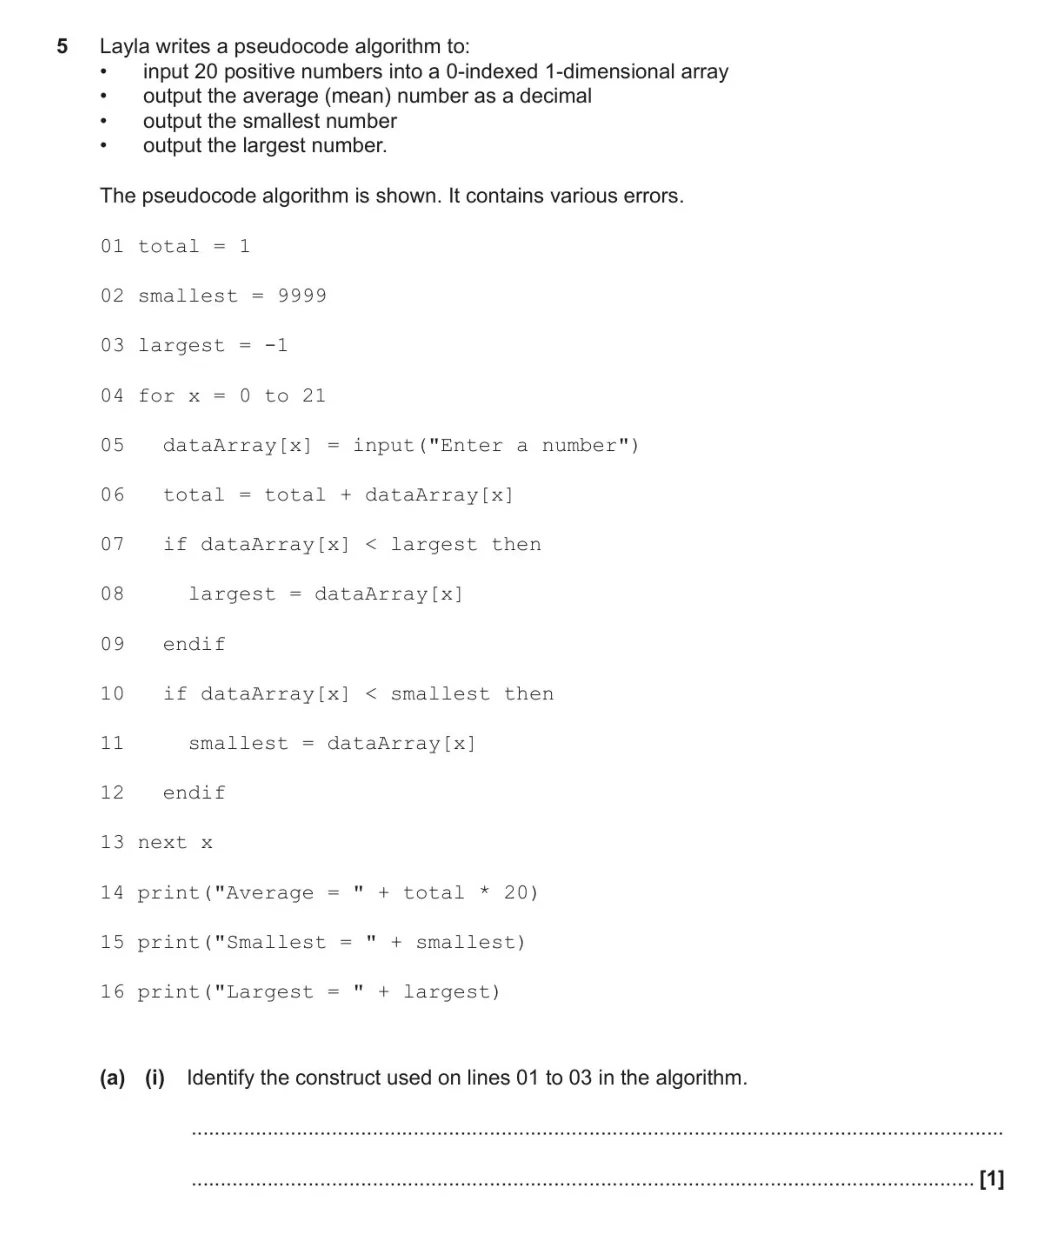 5 Layla writes a pseudocode algorithm to:
• input 20 positive numbers into a 0-indexed 1-dimensional array
• output the average (mean) number as a decimal
• output the smallest number
• output the largest number.
The pseudocode algorithm is shown. It contains various errors.
01 total = 1
02 smallest = 9999
03 largest = -1
04 for x = 0 to 21
05   dataArray[x] = input("Enter a number")
06   total = total + dataArray[x]
07   if dataArray[x] < largest then
08     largest = dataArray[x]
09   endif
10   if dataArray[x] < smallest then
11     smallest = dataArray[x]
12   endif
13 next x
14 print("Average = " + total * 20)
15 print("Smallest = " + smallest)
16 print("Largest = " + largest)
(a) (i) Identify the construct used on lines 01 to 03 in the algorithm.
[1]